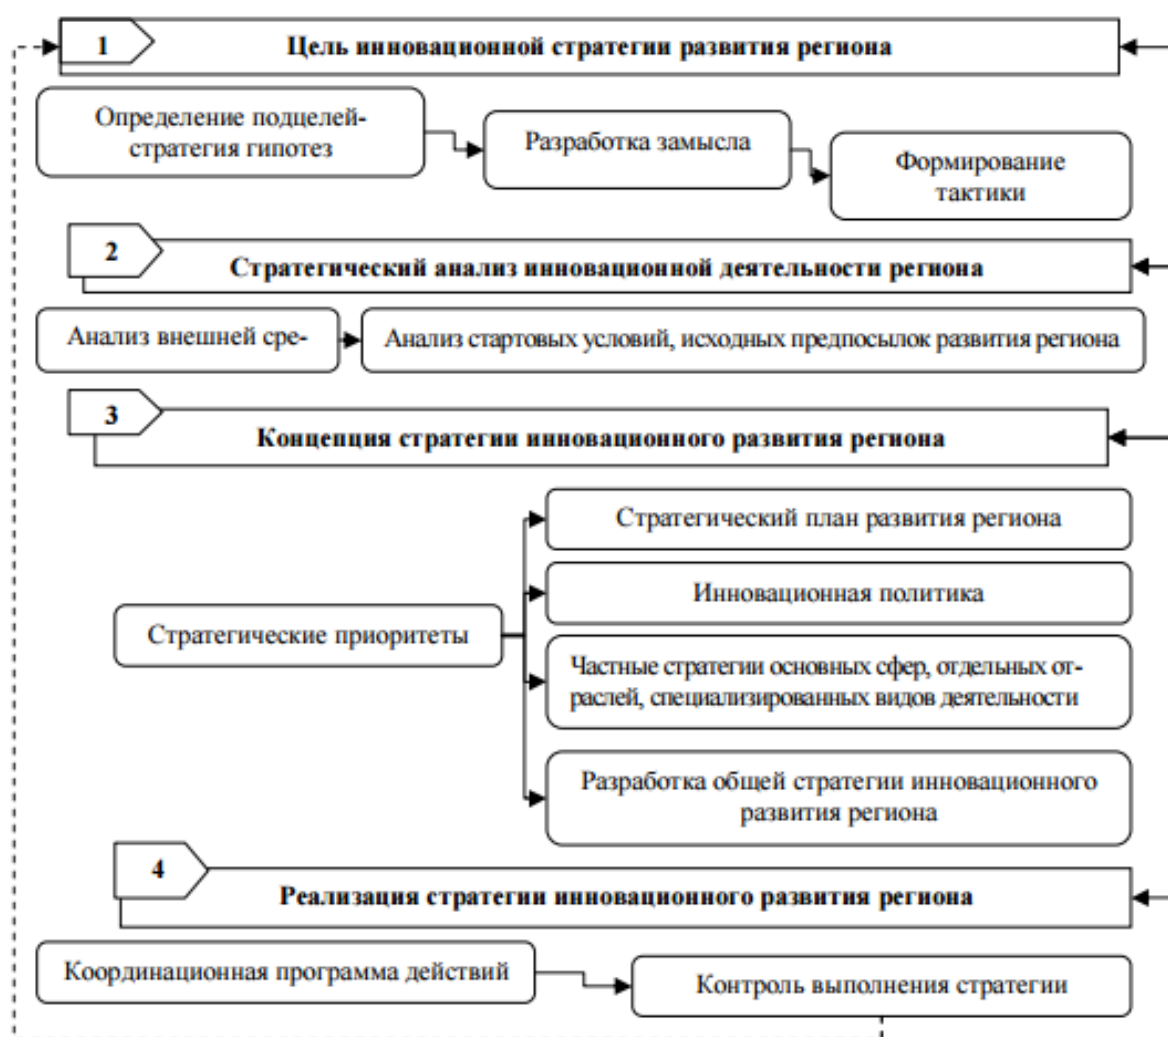 1
Цель инновационной стратегии развития региона
Определение подцелей-
стратегия гипотез
Разработка замысла
Формирование
тактики
2
Стратегический анализ инновационной деятельности региона
Анализ внешней сре-
Анализ стартовых условий, исходных предпосылок развития региона
3
Концепция стратегии инновационного развития региона
Стратегический план развития региона
Инновационная политика
Стратегические приоритеты
Частные стратегии основных сфер, отдельных от-
раслей, специализированных видов деятельности
Разработка общей стратегии инновационного
развития региона
4
Реализация стратегии инновационного развития региона
Координационная программа действий
Контроль выполнения стратегии